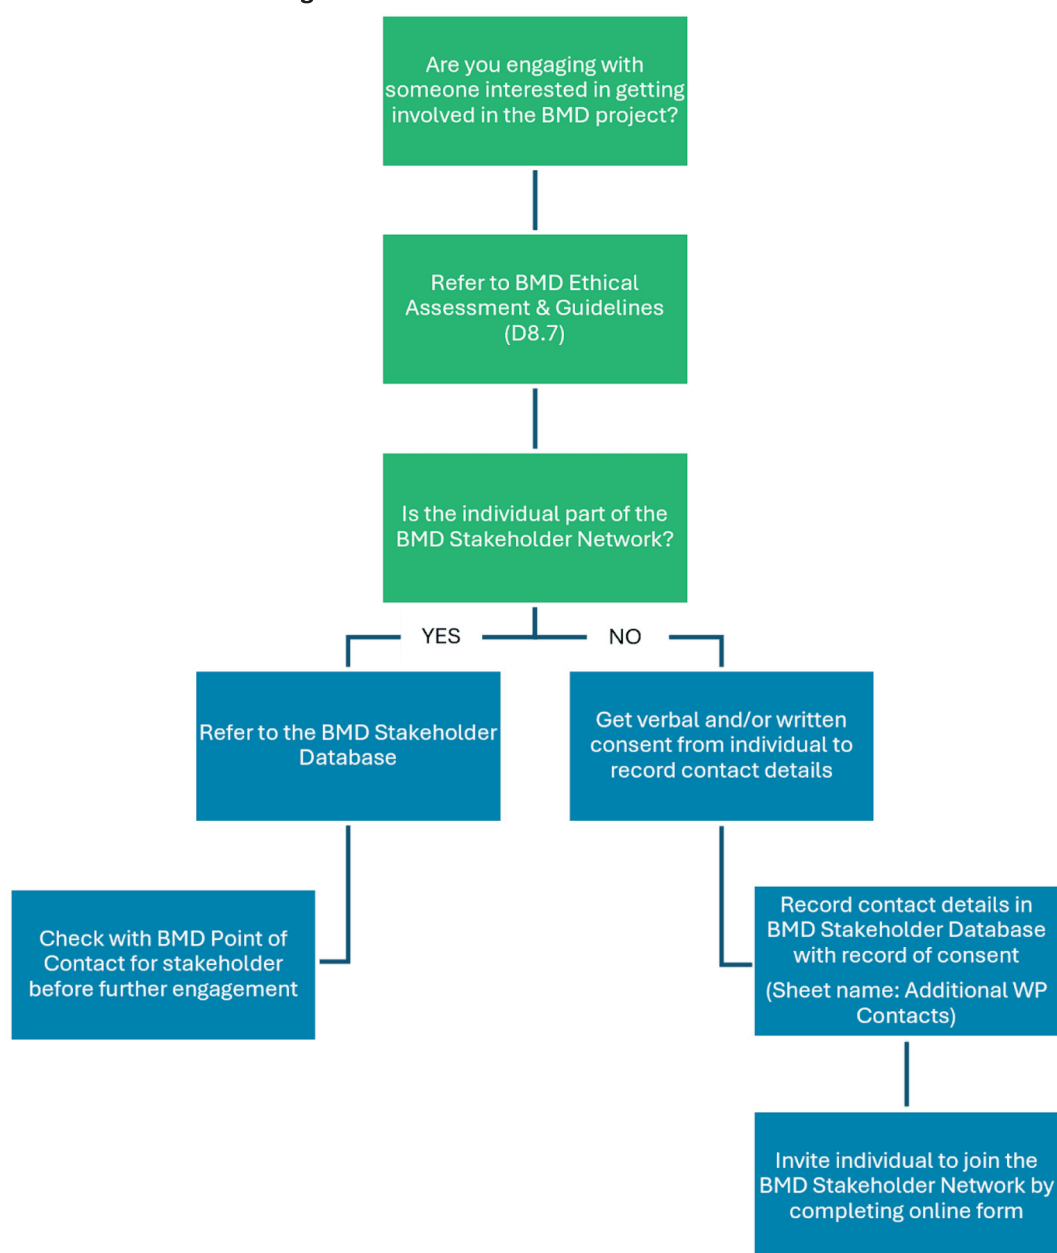 Are you engaging with
someone interested in getting
involved in the BMD project?
Refer to BMD Ethical
Assessment & Guidelines
(D8.7)
Is the individual part of the
BMD Stakeholder Network?
YES
NO
Refer to the BMD Stakeholder
Database
Get verbal and/or written
consent from individual to
record contact details
Check with BMD Point of
Contact for stakeholder
before further engagement
Record contact details in
BMD Stakeholder Database
with record of consent
(Sheet name: Additional WP
Contacts)
Invite individual to join the
BMD Stakeholder Network by
completing online form